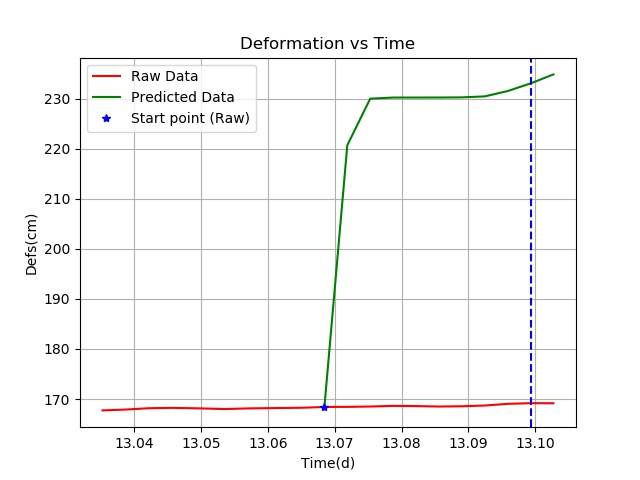 Deformation vs Time
Raw Data
Predicted Data
Start point (Raw)
230
220
210
200
190
180
170
Defs(cm)
13.04 13.05 13.06 13.07 13.08 13.09 13.10
Time(d)